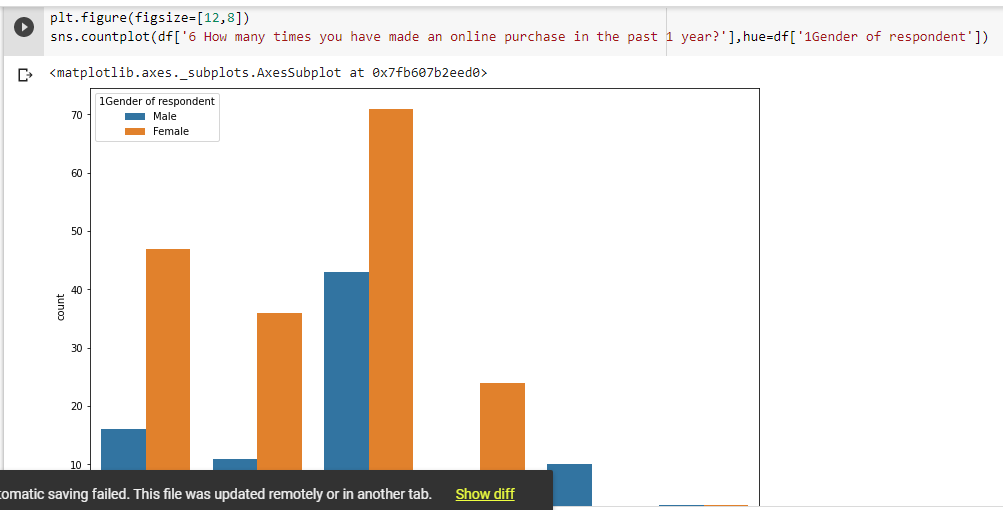 plt.figure(figsize=[12,8])
sns.countplot(df['6 How many times you have made an online purchase in the past 1 year?'],hue=df['1Gender of respondent'])
<matplotlib.axes._subplots.AxesSubplot at 0x7fb607b2eed0>
1Gender of respondent
Male
Female
70
60
50
40
30
20
10
count
tomatic saving failed. This file was updated remotely or in another tab. Show diff